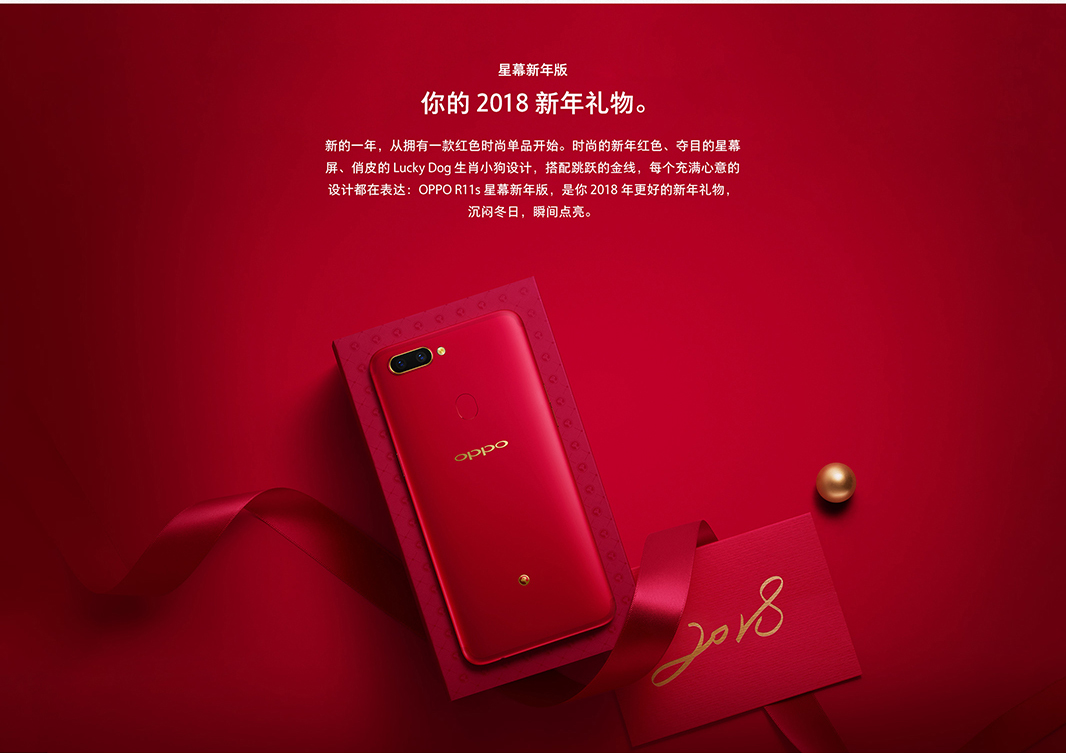 星幕新年版
你的 2018 新年礼物。
新的一年，从拥有一款红色时尚单品开始。时尚的新年红色、夺目的星幕
屏、俏皮的 Lucky Dog 生肖小狗设计，搭配跳跃的金线，每个充满心意的
设计都在表达：OPPO R11s 星幕新年版，是你 2018 年更好的新年礼物，
沉闷冬日，瞬间点亮。
oppo
2018